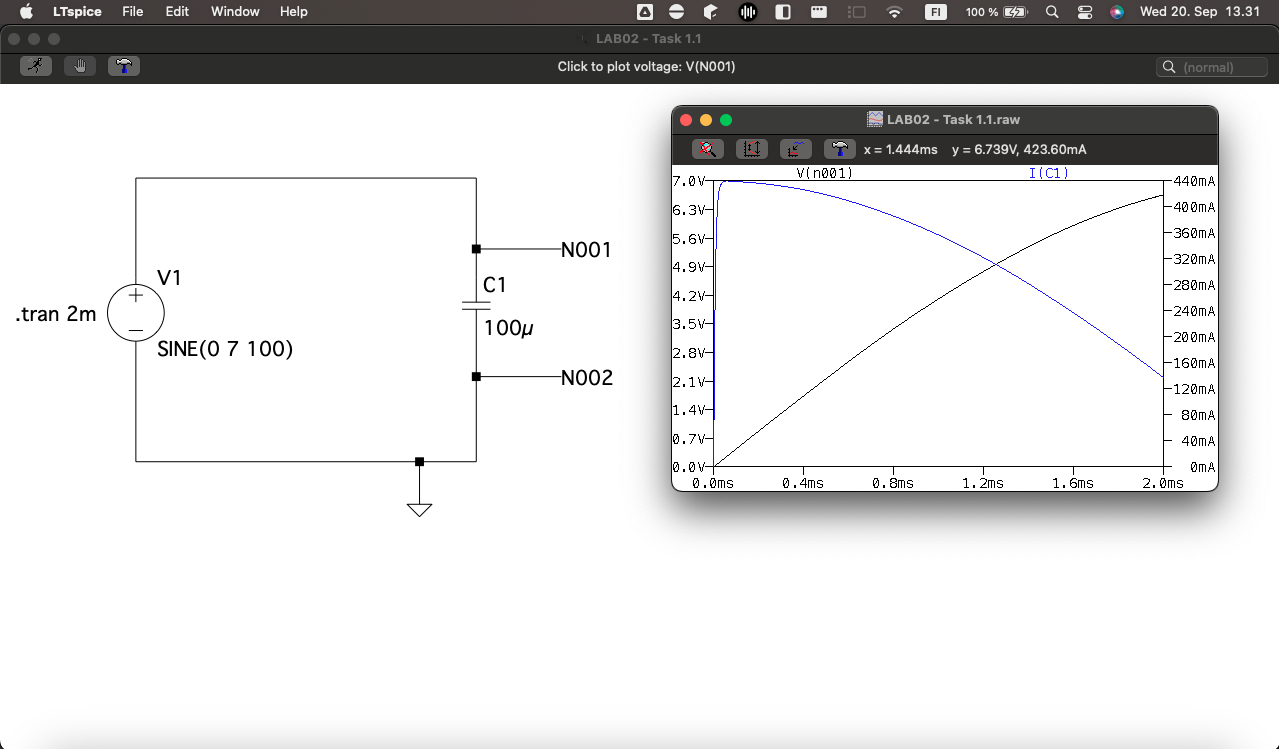 LTspice File Edit Window Help FI 100 % Wed 20. Sep 13.31
LAB02 - Task 1.1
Click to plot voltage: V(N001)
(normal)
V1
+
−
.tran 2m
SINE(0 7 100)
N001
C1
100µ
N002
LAB02 - Task 1.1.raw
x = 1.444ms y = 6.739V, 423.60mA
V(n001) I(C1)
7.0V 440mA
6.3V 400mA
5.6V 360mA
4.9V 320mA
4.2V 280mA
3.5V 240mA
2.8V 200mA
2.1V 160mA
1.4V 120mA
0.7V 80mA
0.0V 40mA
0mA
0.0ms 0.4ms 0.8ms 1.2ms 1.6ms 2.0ms